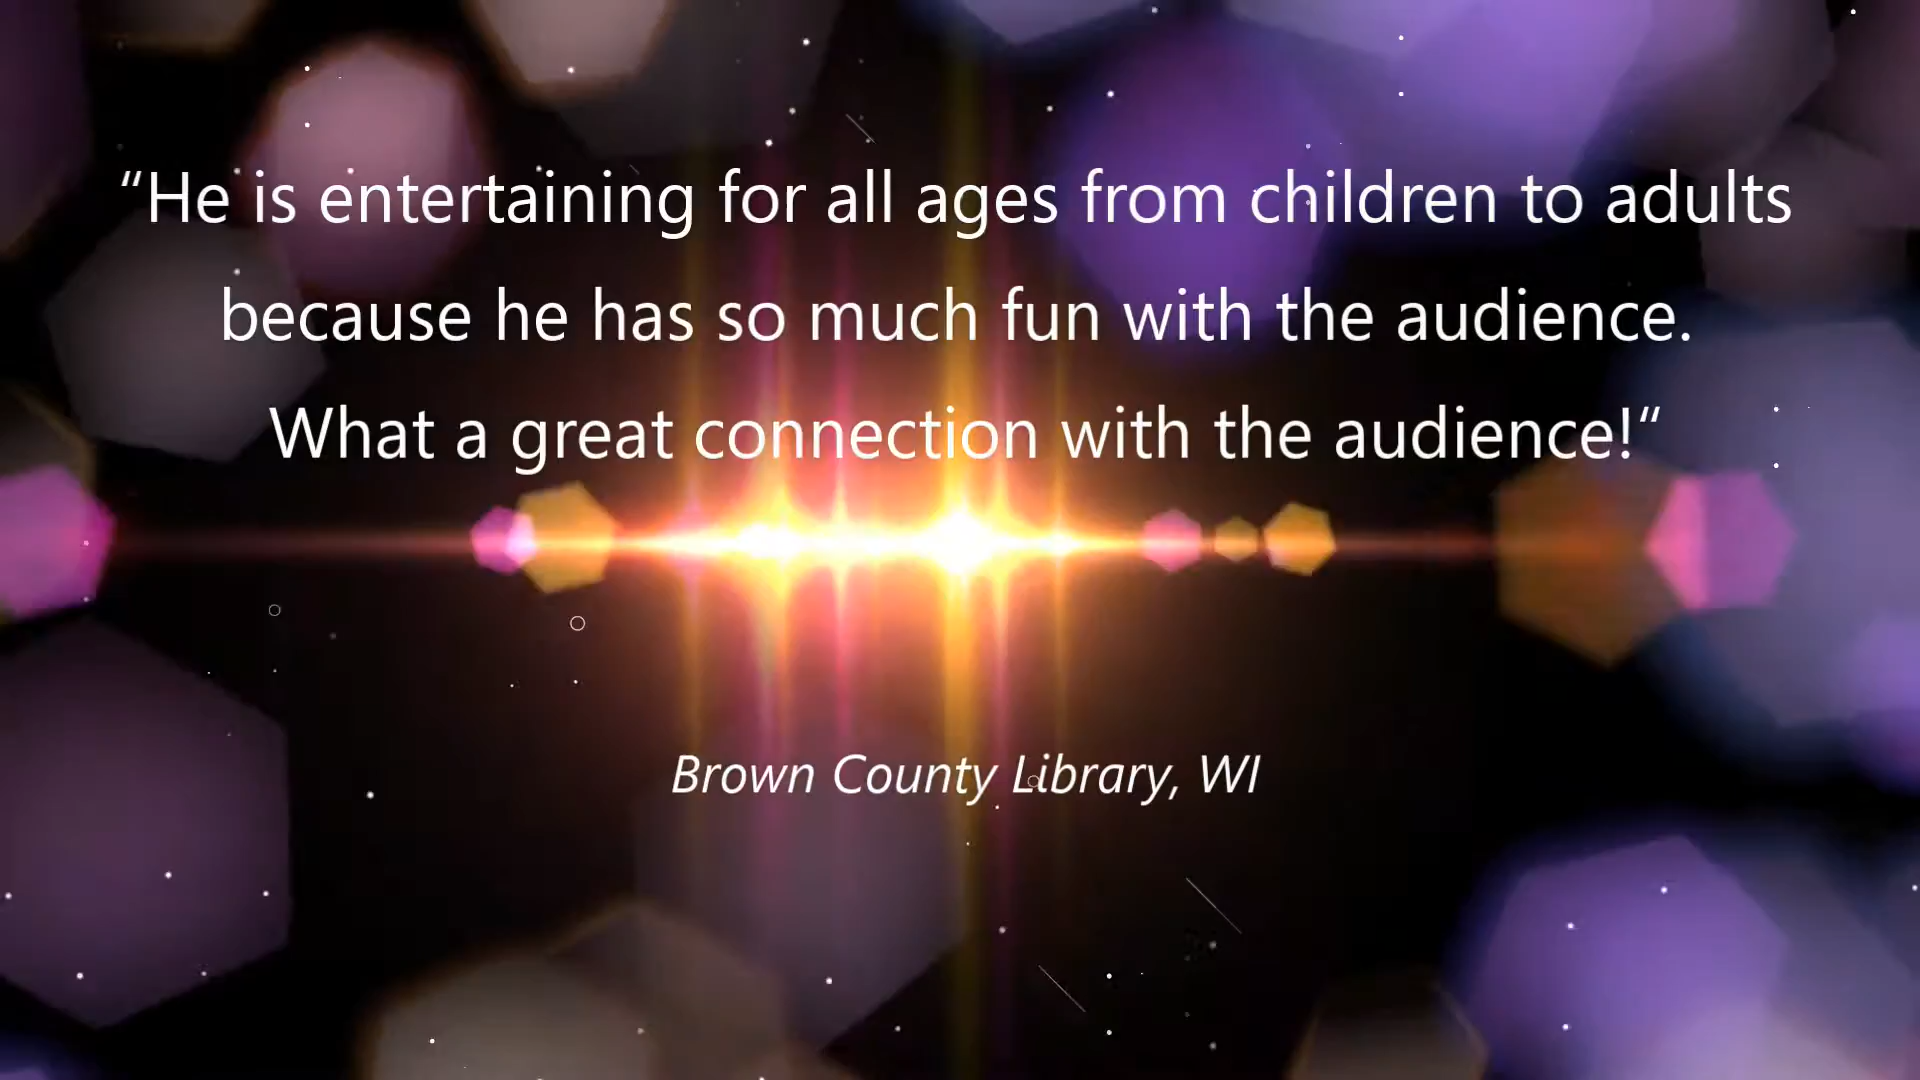 “He is entertaining for all ages from children to adults
because he has so much fun with the audience.
What a great connection with the audience!“
Brown County Library, WI